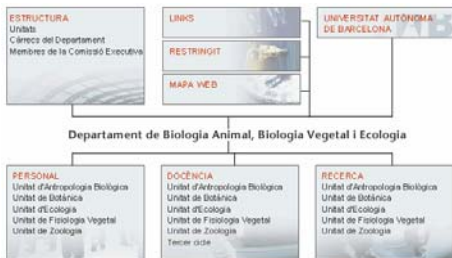 ESTRUCTURA
Unitats
Càrrecs del Departament
Membres de la Comissió Executiva
LINKS
RESTRINGIT
MAPA WEB
UNIVERSITAT AUTÒNOMA
DE BARCELONA
Departament de Biologia Animal, Biologia Vegetal i Ecologia
PERSONAL
Unitat d'Antropologia Biològica
Unitat de Botànica
Unitat d'Ecologia
Unitat de Fisiologia Vegetal
Unitat de Zoologia
DOCÈNCIA
Unitat d'Antropologia Biològica
Unitat de Botànica
Unitat d'Ecologia
Unitat de Fisiologia Vegetal
Unitat de Zoologia
Tercer cicle
RECERCA
Unitat d'Antropologia Biològica
Unitat de Botànica
Unitat d'Ecologia
Unitat de Fisiologia Vegetal
Unitat de Zoologia